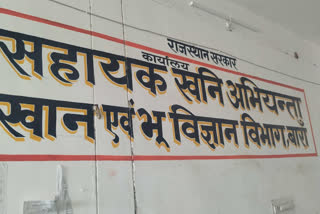 राजस्थान सरकार
कार्यालय
सहायक खनि अभियन्ता
खान एवं भू विज्ञान विभाग, बारां